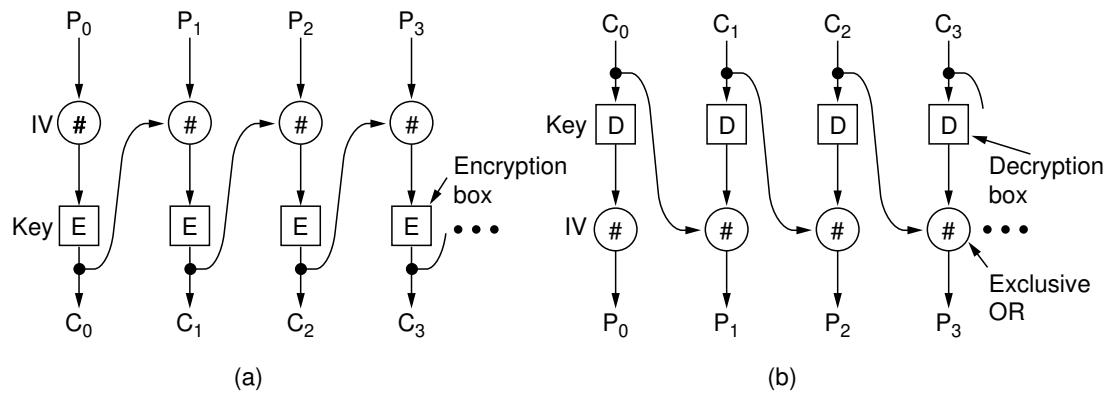 P0 P1 P2 P3
IV # # # #
Encryption
box
Key E E E E
C0 C1 C2 C3
(a)
C0 C1 C2 C3
Key D D D D
Decryption
box
IV # # # #
Exclusive
OR
P0 P1 P2 P3
(b)